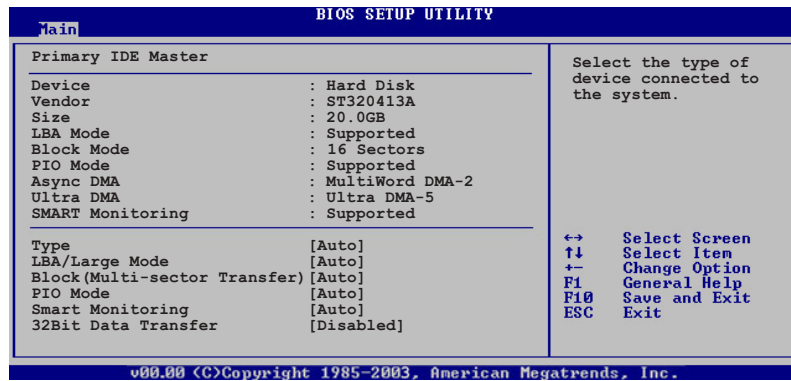 BIOS SETUP UTILITY
Main
Primary IDE Master
Device : Hard Disk
Vendor : ST320413A
Size : 20.0GB
LBA Mode : Supported
Block Mode : 16 Sectors
PIO Mode : Supported
Async DMA : MultiWord DMA-2
Ultra DMA : Ultra DMA-5
SMART Monitoring : Supported
Type [Auto]
LBA/Large Mode [Auto]
Block(Multi-sector Transfer) [Auto]
PIO Mode [Auto]
Smart Monitoring [Auto]
32Bit Data Transfer [Disabled]
Select the type of
device connected to
the system.
←→ Select Screen
↑↓ Select Item
+- Change Option
F1 General Help
F10 Save and Exit
ESC Exit
v00.00 (C)Copyright 1985-2003, American Megatrends, Inc.